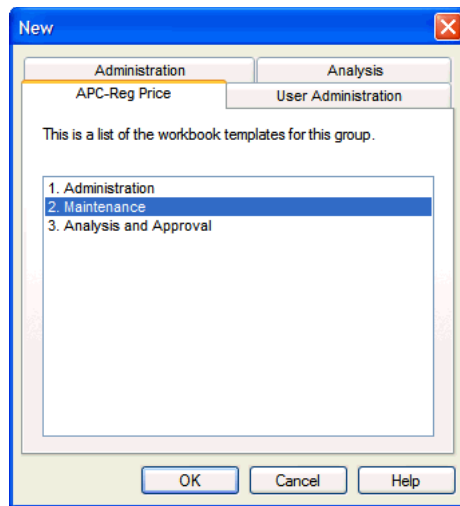 New
Administration
Analysis
APC-Reg Price
User Administration
This is a list of the workbook templates for this group.
1. Administration
2. Maintenance
3. Analysis and Approval
OK
Cancel
Help